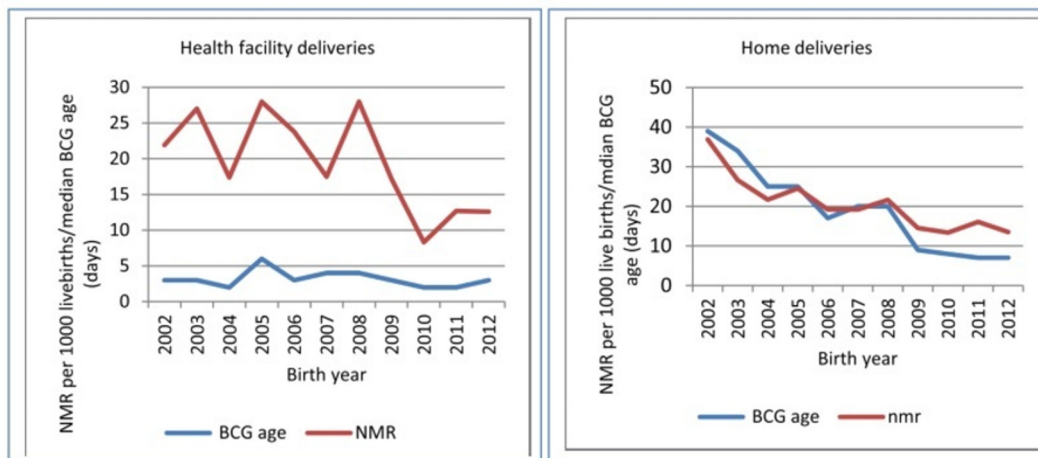 Health facility deliveries
NMR per 1000 livebirths/median BCG age
(days)
30
25
20
15
10
5
0
2002
2003
2004
2005
2006
2007
2008
2009
2010
2011
2012
Birth year
BCG age
NMR
Home deliveries
NMR per 1000 live births/mdian BCG
age (days)
50
40
30
20
10
0
2002
2003
2004
2005
2006
2007
2008
2009
2010
2011
2012
Birth year
BCG age
nmr